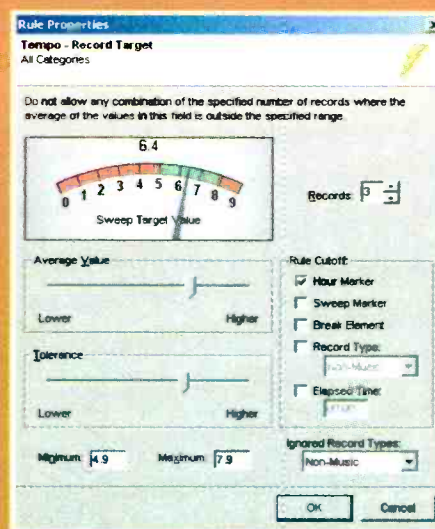 Rule Properties
Tempo - Record Target
All Categories
Do not allow any combination of the specified number of records where the
average of the values in this field is outside the specified range.
6.4
0 1 2 3 4 5 6 7 8 9
Sweep Target Value
Records: 3
Average Value
Lower Higher
Tolerance
Lower Higher
Minimum: 4.9 Maximum: 7.9
Rule Cutoff:
Hour Marker
Sweep Marker
Break Element
Record Type:
Non-Music
Elapsed Time:
Ignored Record Types:
Non-Music
OK Cancel